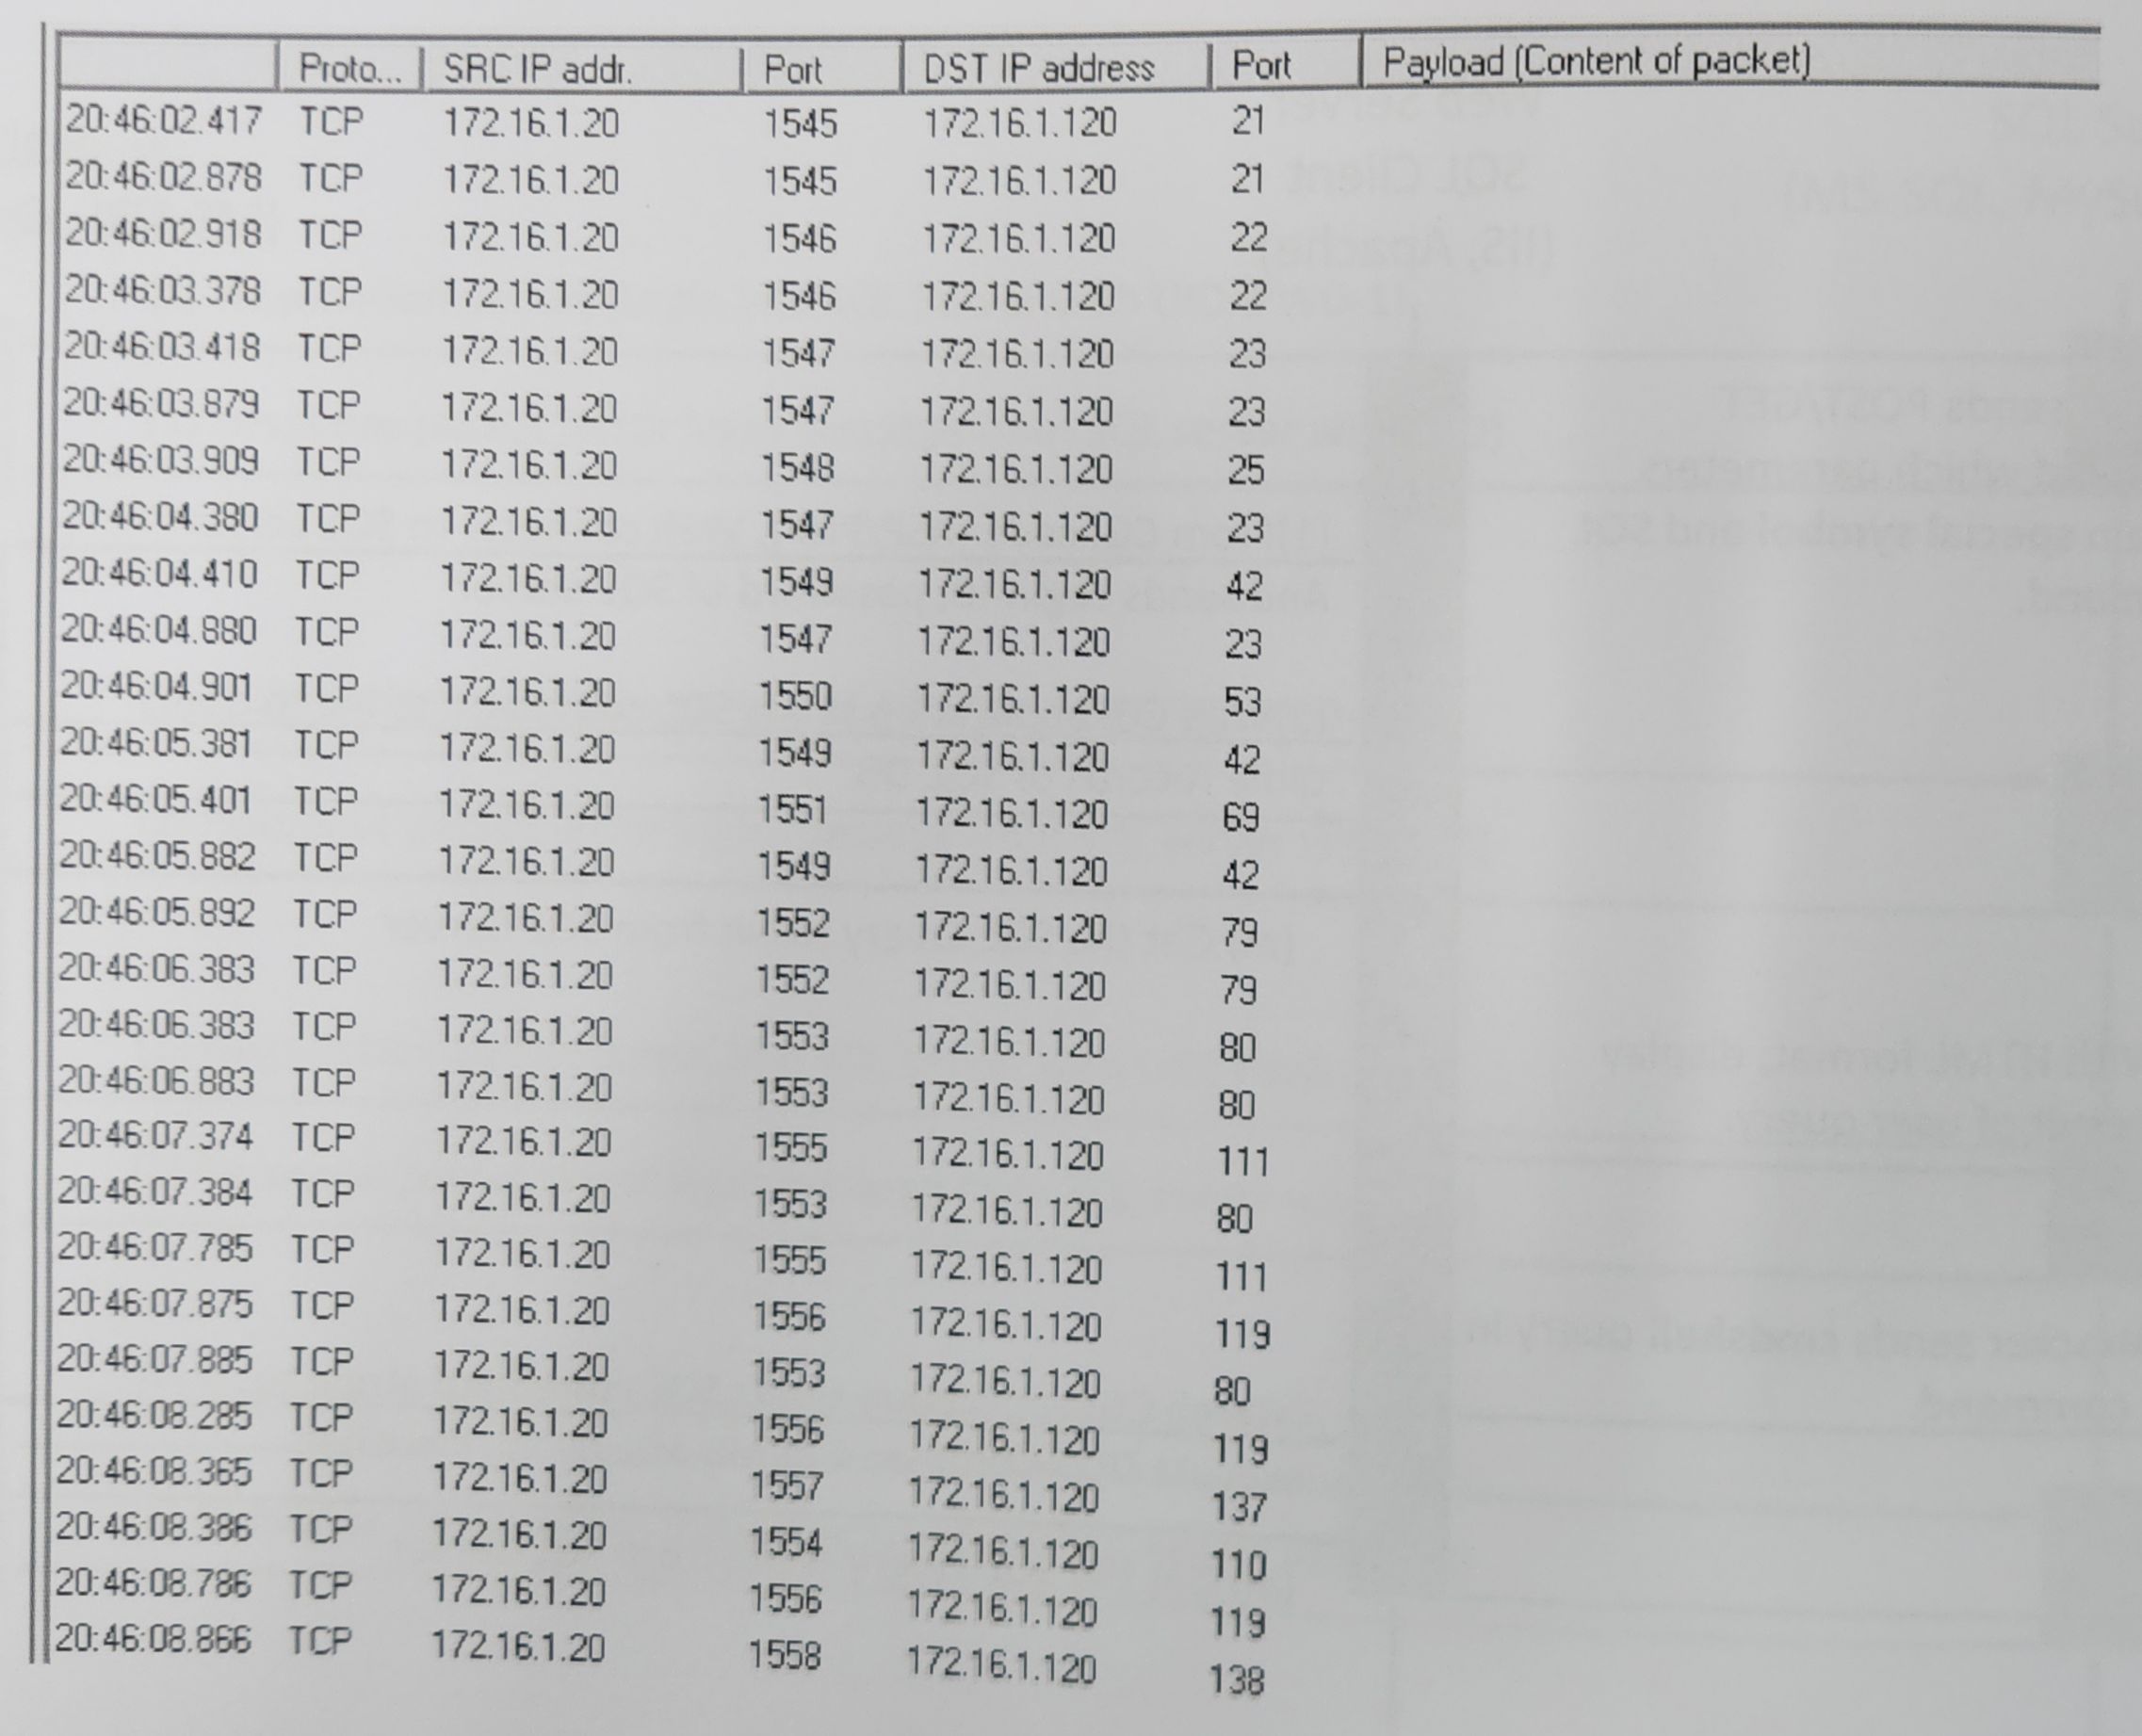 Proto... SRC IP addr. Port DST IP address Port Payload (Content of packet)
20:46:02.417 TCP 172.16.1.20 1545 172.16.1.120 21
20:46:02.878 TCP 172.16.1.20 1545 172.16.1.120 21
20:46:02.918 TCP 172.16.1.20 1546 172.16.1.120 22
20:46:03.378 TCP 172.16.1.20 1546 172.16.1.120 22
20:46:03.418 TCP 172.16.1.20 1547 172.16.1.120 23
20:46:03.879 TCP 172.16.1.20 1547 172.16.1.120 23
20:46:03.909 TCP 172.16.1.20 1548 172.16.1.120 25
20:46:04.380 TCP 172.16.1.20 1547 172.16.1.120 23
20:46:04.410 TCP 172.16.1.20 1549 172.16.1.120 42
20:46:04.880 TCP 172.16.1.20 1547 172.16.1.120 23
20:46:04.901 TCP 172.16.1.20 1550 172.16.1.120 53
20:46:05.381 TCP 172.16.1.20 1549 172.16.1.120 42
20:46:05.401 TCP 172.16.1.20 1551 172.16.1.120 69
20:46:05.882 TCP 172.16.1.20 1549 172.16.1.120 42
20:46:05.892 TCP 172.16.1.20 1552 172.16.1.120 79
20:46:06.383 TCP 172.16.1.20 1552 172.16.1.120 79
20:46:06.383 TCP 172.16.1.20 1553 172.16.1.120 80
20:46:06.883 TCP 172.16.1.20 1553 172.16.1.120 80
20:46:07.374 TCP 172.16.1.20 1555 172.16.1.120 111
20:46:07.384 TCP 172.16.1.20 1553 172.16.1.120 80
20:46:07.785 TCP 172.16.1.20 1555 172.16.1.120 111
20:46:07.875 TCP 172.16.1.20 1556 172.16.1.120 119
20:46:07.885 TCP 172.16.1.20 1553 172.16.1.120 80
20:46:08.285 TCP 172.16.1.20 1556 172.16.1.120 119
20:46:08.365 TCP 172.16.1.20 1557 172.16.1.120 137
20:46:08.386 TCP 172.16.1.20 1554 172.16.1.120 110
20:46:08.786 TCP 172.16.1.20 1556 172.16.1.120 119
20:46:08.866 TCP 172.16.1.20 1558 172.16.1.120 138